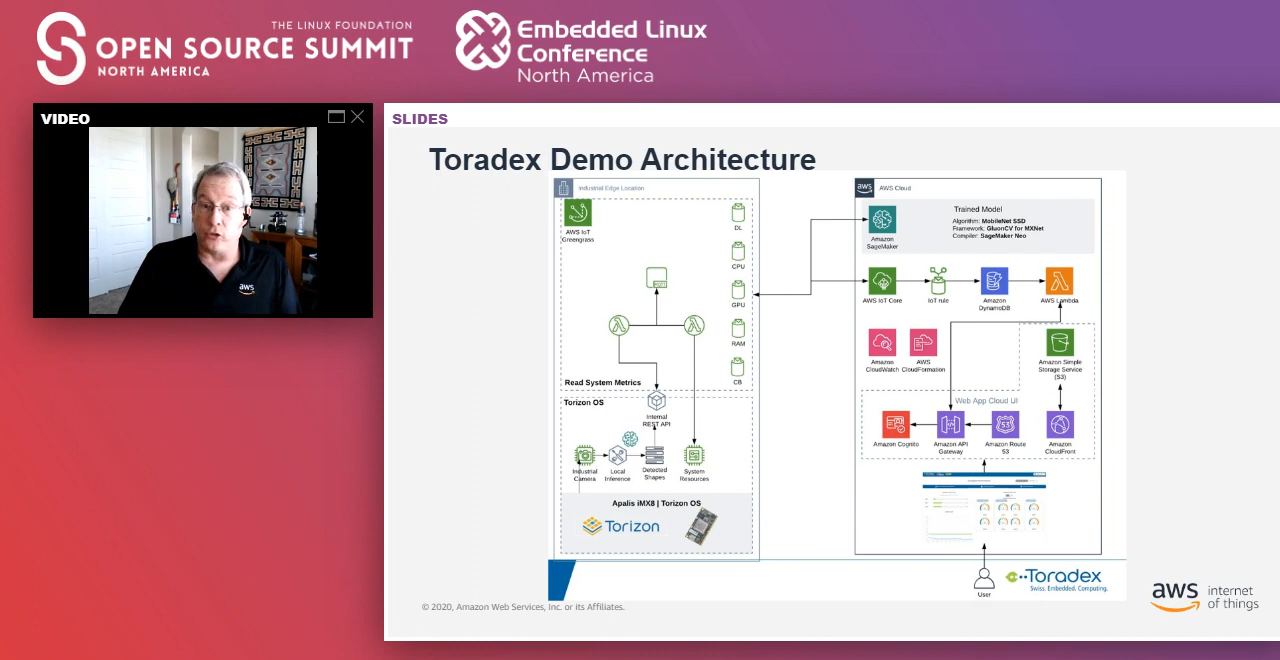 THE LINUX FOUNDATION
OPEN SOURCE SUMMIT
NORTH AMERICA
Embedded Linux
Conference
North America
VIDEO
aws
SLIDES
Toradex Demo Architecture
Industrial Edge Location
AWS IoT
Greengrass
DL
CPU
GPU
RAM
CB
Read System Metrics
Torizon OS
Internal
REST API
Industrial
Camera
Local
Inference
Detected
Shapes
System
Resources
Apalis iMX8 | Torizon OS
Torizon
aws
AWS Cloud
Amazon
SageMaker
Trained Model
Algorithm: MobileNet SSD
Framework: GluonCV for MXNet
Compiler: SageMaker Neo
AWS IoT Core
IoT rule
Amazon
DynamoDB
AWS Lambda
Amazon
CloudWatch
AWS
CloudFormation
Amazon Simple
Storage Service
(S3)
Web App Cloud UI
53
Amazon Cognito
Amazon API
Gateway
Amazon Route
53
Amazon
CloudFront
User
Toradex
Swiss. Embedded. Computing.
© 2020, Amazon Web Services, Inc. or its Affiliates.
aws
internet
of things